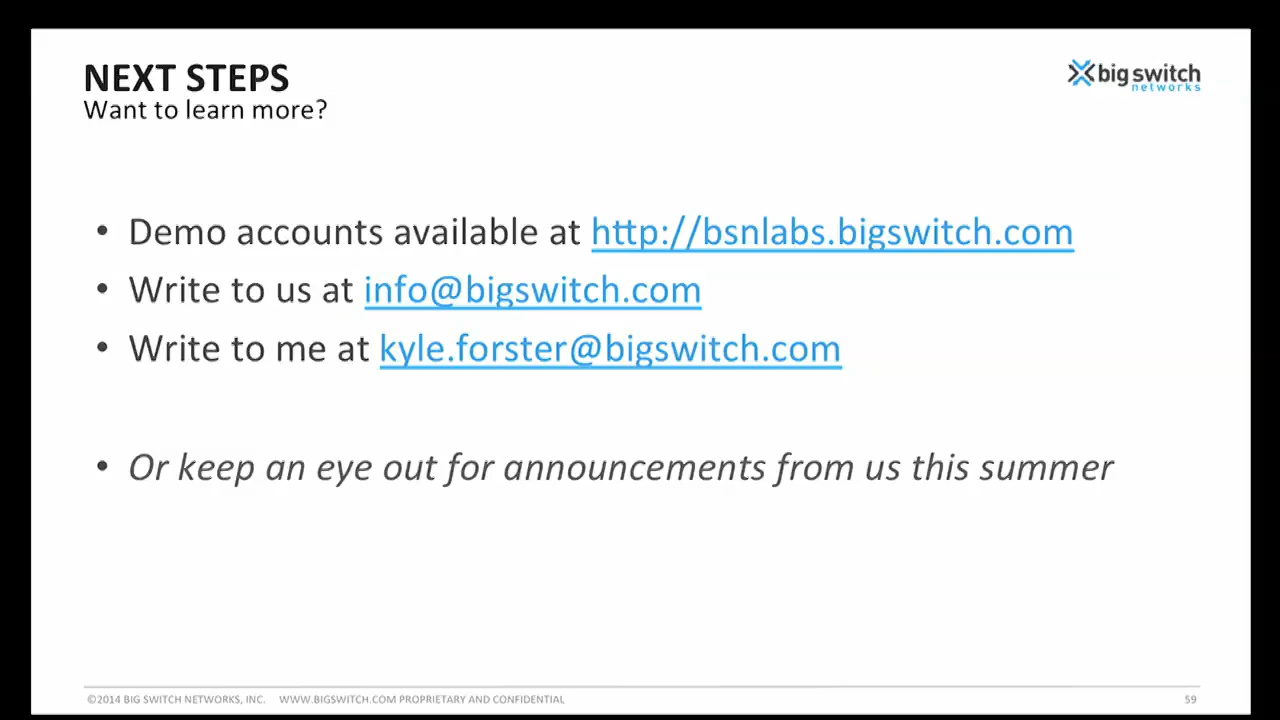 NEXT STEPS
Want to learn more?
big switch
networks
• Demo accounts available at http://bsnlabs.bigswitch.com
• Write to us at info@bigswitch.com
• Write to me at kyle.forster@bigswitch.com
• Or keep an eye out for announcements from us this summer
©2014 BIG SWITCH NETWORKS, INC. WWW.BIGSWITCH.COM PROPRIETARY AND CONFIDENTIAL 59